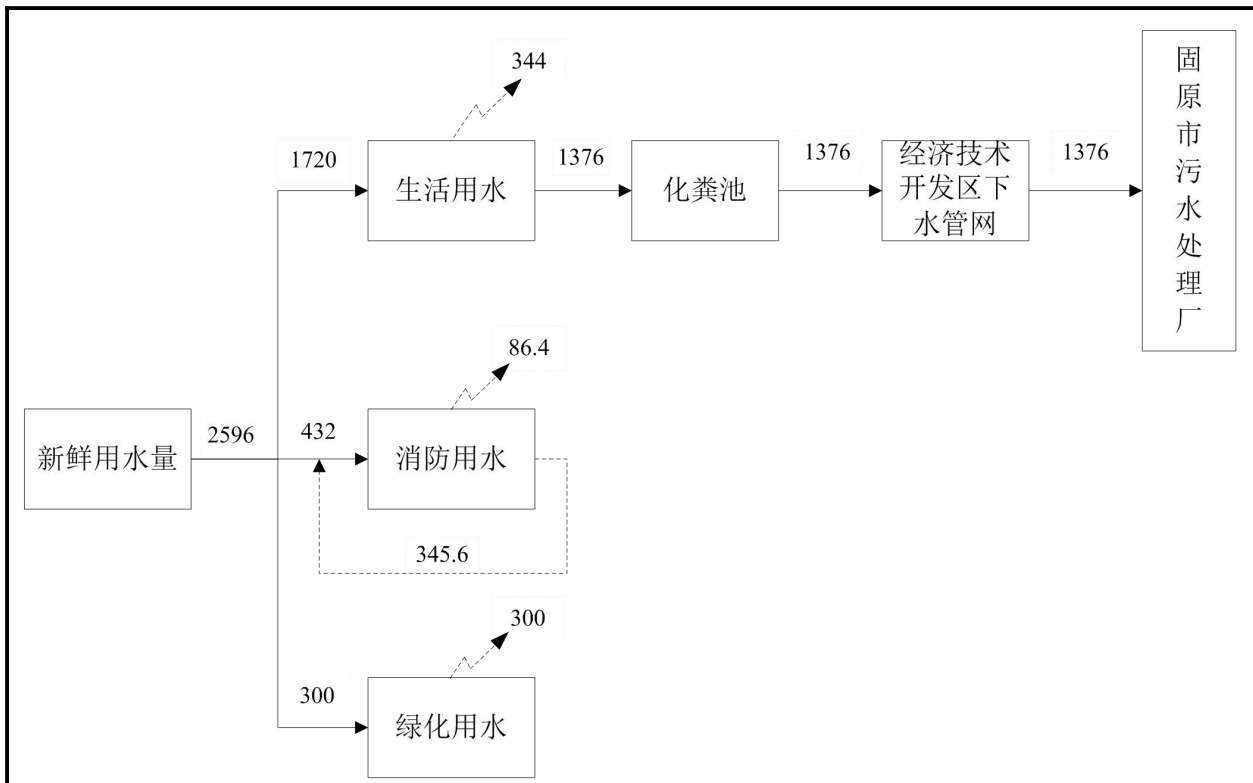 344
1720
生活用水
1376
化粪池
1376
经济技术
开发区下
水管网
1376
固
原
市
污
水
处
理
厂
86.4
新鲜用水量
2596
432
消防用水
345.6
300
300
绿化用水